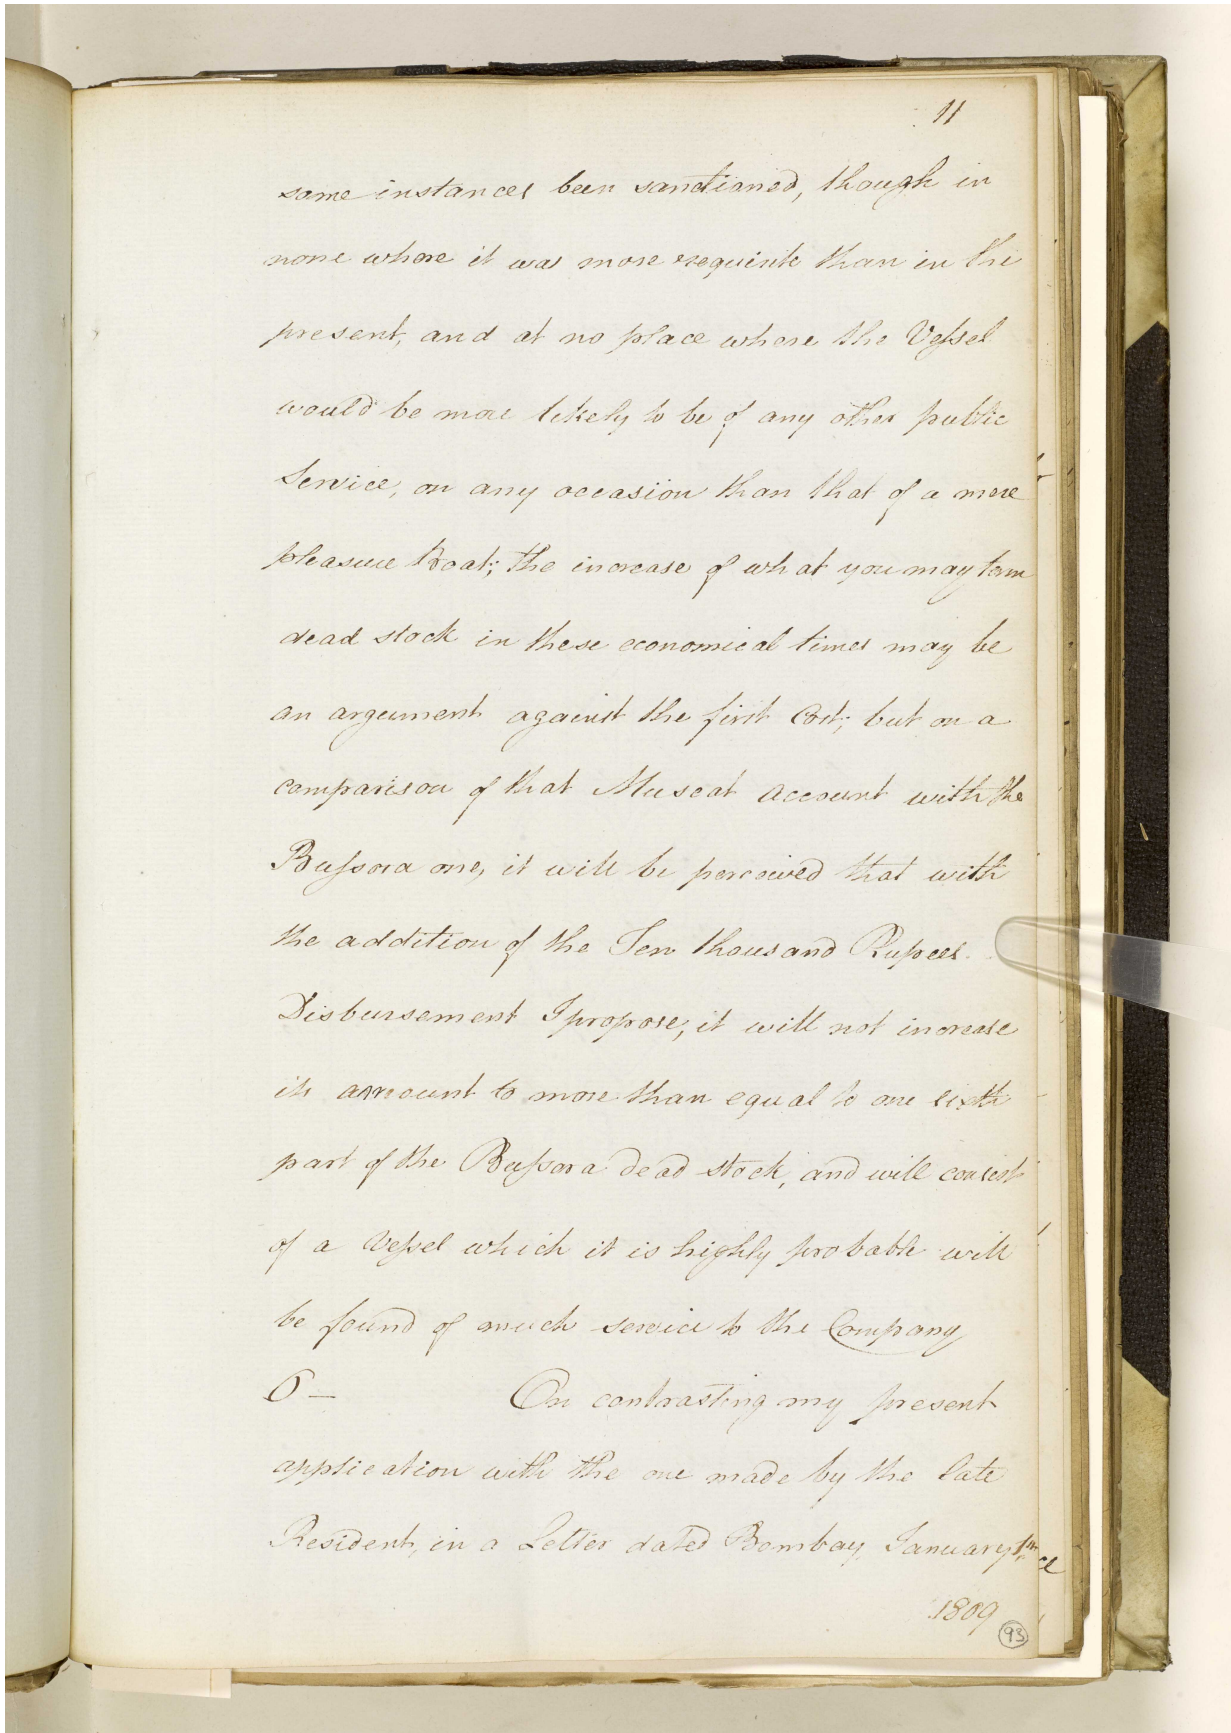 11
some instances been sanctioned, though in
none where it was more requisite than in the
present, and at no place where the Vessel
would be more likely to be of any other public
Service, on any occasion than that of a mere
pleasure Boat; the increase of what you may term
dead stock in these economical times may be
an argument against the first Cost; but on a
comparison of that Muscat account with the
Bussora one, it will be perceived that with
the addition of the Ten thousand Rupees
Disbursement I propose, it will not increase
its amount to more than equal to one sixth
part of the Bussora dead stock, and will consist
of a Vessel which it is highly probable will
be found of much service to the Company
6 – On contrasting my present
application with the one made by the late
Resident, in a Letter dated Bombay, January
1809
93